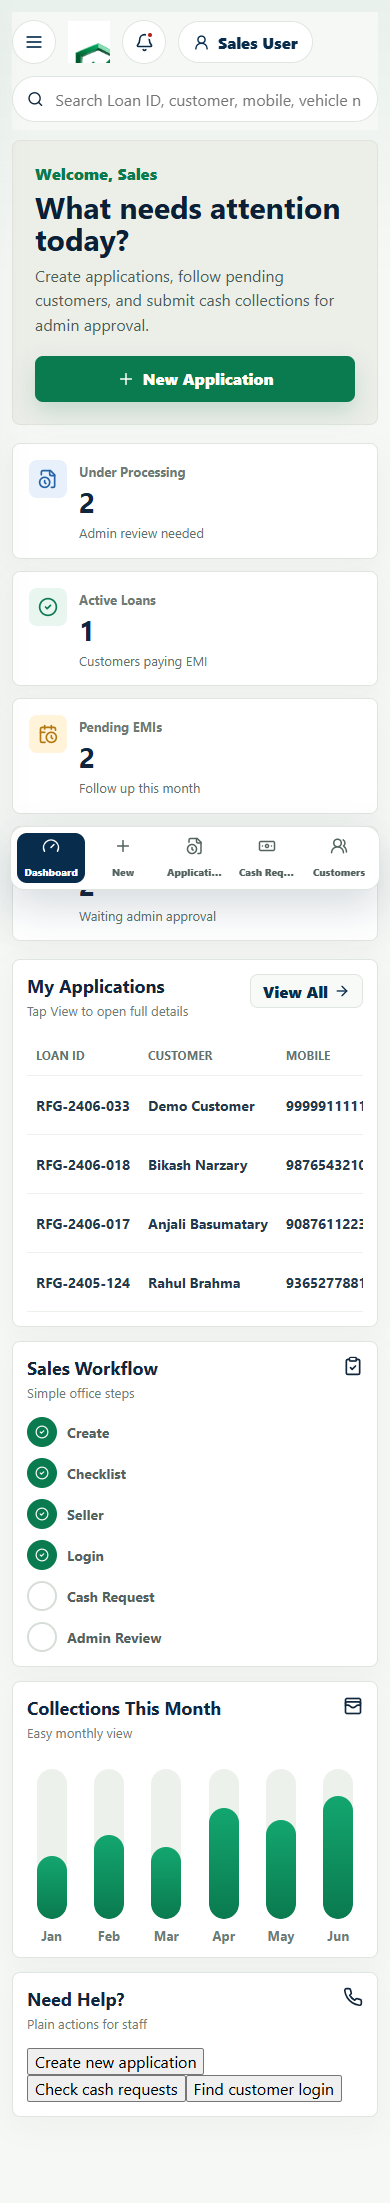 Sales User
Search Loan ID, customer, mobile, vehicle n
Welcome, Sales
What needs attention
today?
Create applications, follow pending
customers, and submit cash collections for
admin approval.
New Application
Under Processing
2
Admin review needed
Active Loans
1
Customers paying EMI
Pending EMIs
2
Follow up this month
Dashboard New Applicati... Cash Req... Customers
Waiting admin approval
My Applications
View All
Tap View to open full details
LOAN ID CUSTOMER MOBILE
RFG-2406-033 Demo Customer 9999911111
RFG-2406-018 Bikash Narzary 9876543210
RFG-2406-017 Anjali Basumatary 9087611223
RFG-2405-124 Rahul Brahma 9365277881
Sales Workflow
Simple office steps
Create
Checklist
Seller
Login
Cash Request
Admin Review
Collections This Month
Easy monthly view
Jan Feb Mar Apr May Jun
Need Help?
Plain actions for staff
Create new application
Check cash requests Find customer login